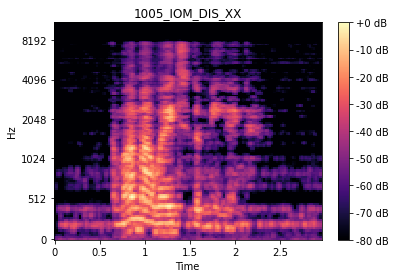 1005_IOM_DIS_XX
+0 dB
8192
-10 dB
4096
-20 dB
-30 dB
2048
Hz
-40 dB
1024
-50 dB
512
-60 dB
-70 dB
0
-80 dB
0 0.5 1 1.5 2 2.5
Time